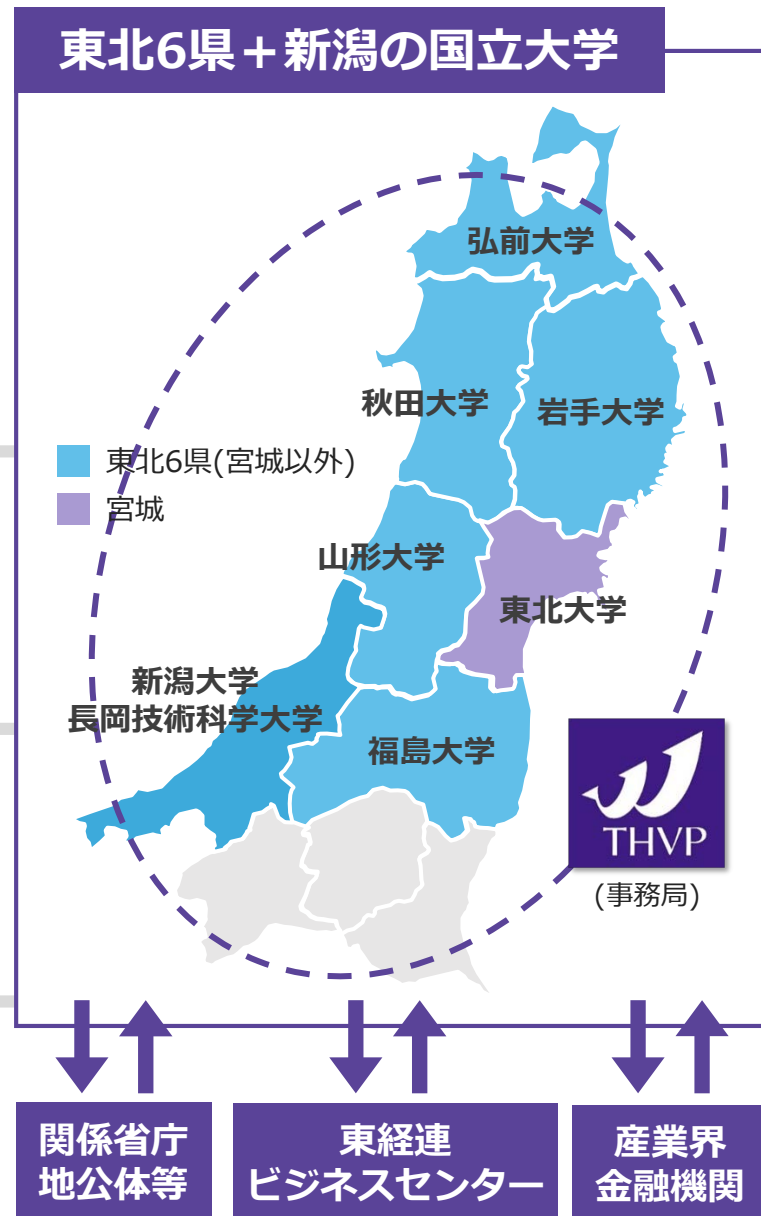 東北6県＋新潟の国立大学
弘前大学
秋田大学
岩手大学
東北6県(宮城以外)
宮城
山形大学
東北大学
新潟大学
長岡技術科学大学
福島大学
THVP
(事務局)
関係省庁
地公体等
東経連
ビジネスセンター
産業界
金融機関